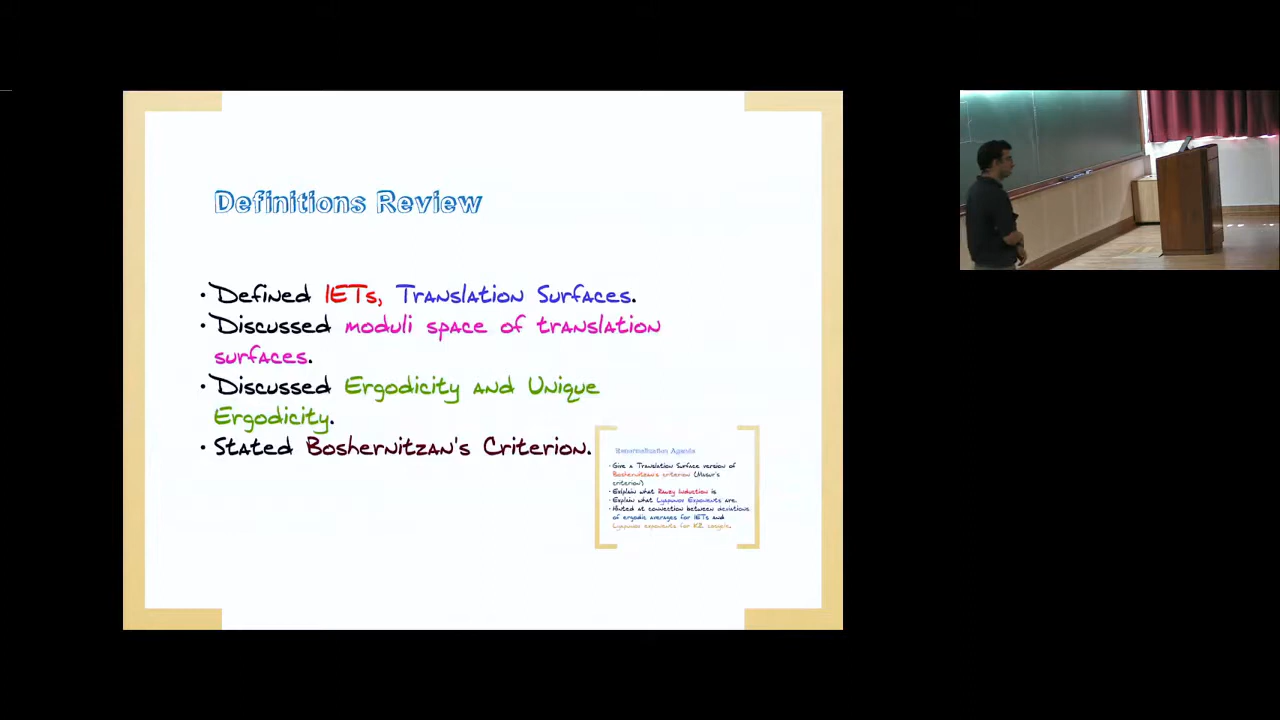 Definitions Review
• Defined IETs, Translation Surfaces.
• Discussed moduli space of translation
surfaces.
• Discussed Ergodicity and Unique
Ergodicity.
• Stated Boshernitzan's Criterion.
Renormalization Agenda
• Give a Translation Surface version of
Boshernitzan's criterion (Masur's
criterion)
• Explain what Rauzy Induction is
• Explain what Lyapunov Exponents are.
• Hinted at connection between deviations
of ergodic averages for IETs and
Lyapunov exponents for KZ cocycle.